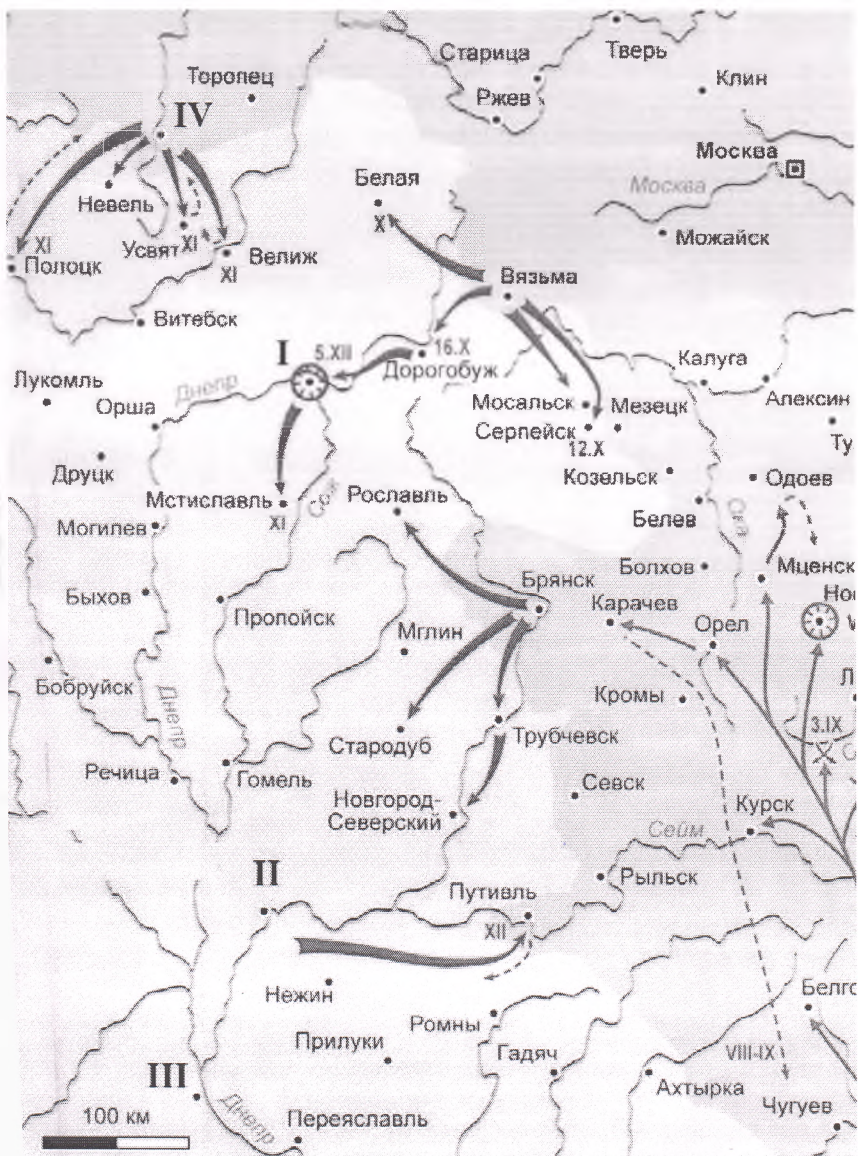 Тверь
Старица
Торопец
Клин
Ржев
IV
Москва
Москва
Белая
X
Невель
Можайск
XI
Усвят
XI
Велиж
XI
Полоцк
Вязьма
Витебск
I
5.XII
16.X
Дорогобуж
Калуга
Лукомль
Днепр
Орша
Мосальск
Мезецк
Алексин
Серпейск
12.X
Ту
Друцк
Козельск
Одоев
Мстиславль
XI
Сож
Рославль
Белев
Ока
Могилев
Болхов
Мценск
Брянск
Быхов
Пропойск
Карачев
Орел
Мглин
Бобруйск
Днепр
Кромы
Л
3.IX
С
Стародуб
Трубчевск
Речица
Гомель
Севск
Новгород-
Северский
Курск
Сейм
II
Рыльск
Путивль
XII
Нежин
Белго
Ромны
Прилуки
Гадяч
VIII-IX
III
Ахтырка
Чугуев
100 км
Днепр
Переяславль